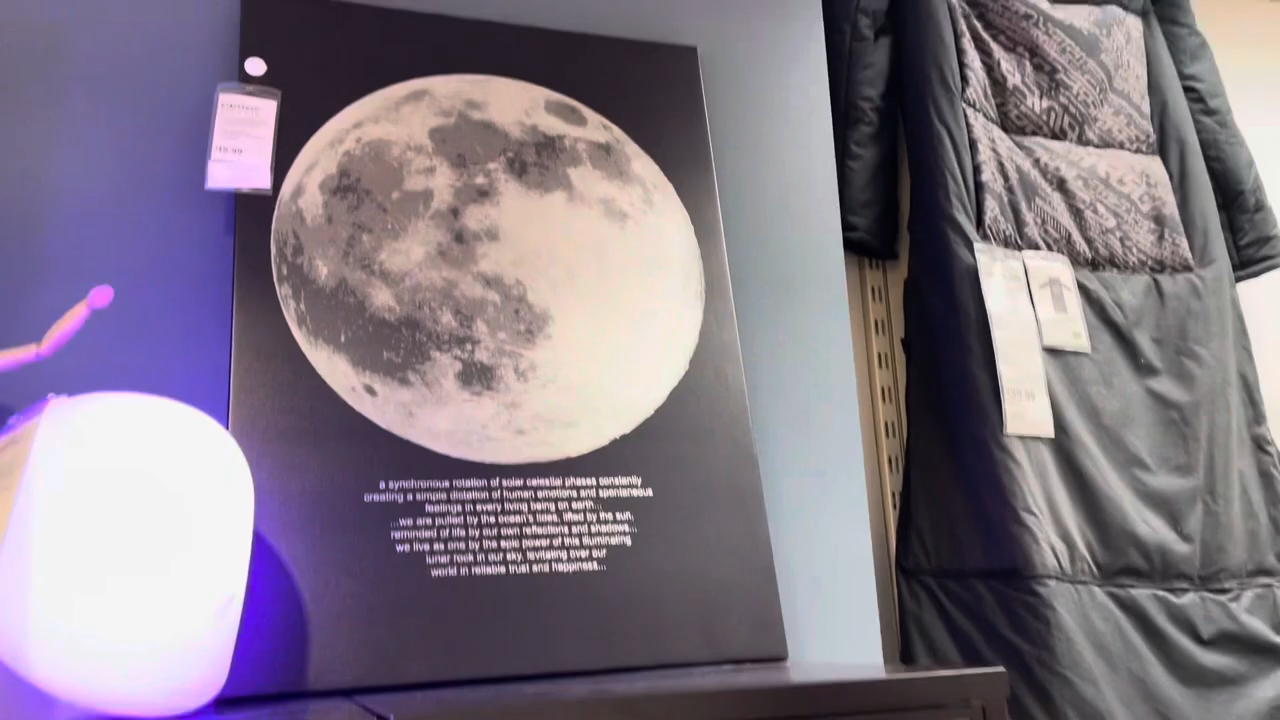 a synchronous rotation of solar celestial phases constantly
creating a simple dictation of human emotions and spontaneous
feelings in every living being on earth...
...we are pulled by the ocean's tides, lifted by the sun,
reminded of life by our own reflections and shadows...
we live as one by the epic power of this illuminating
lunar rock in our sky, levitating over our
world in reliable trust and happiness...